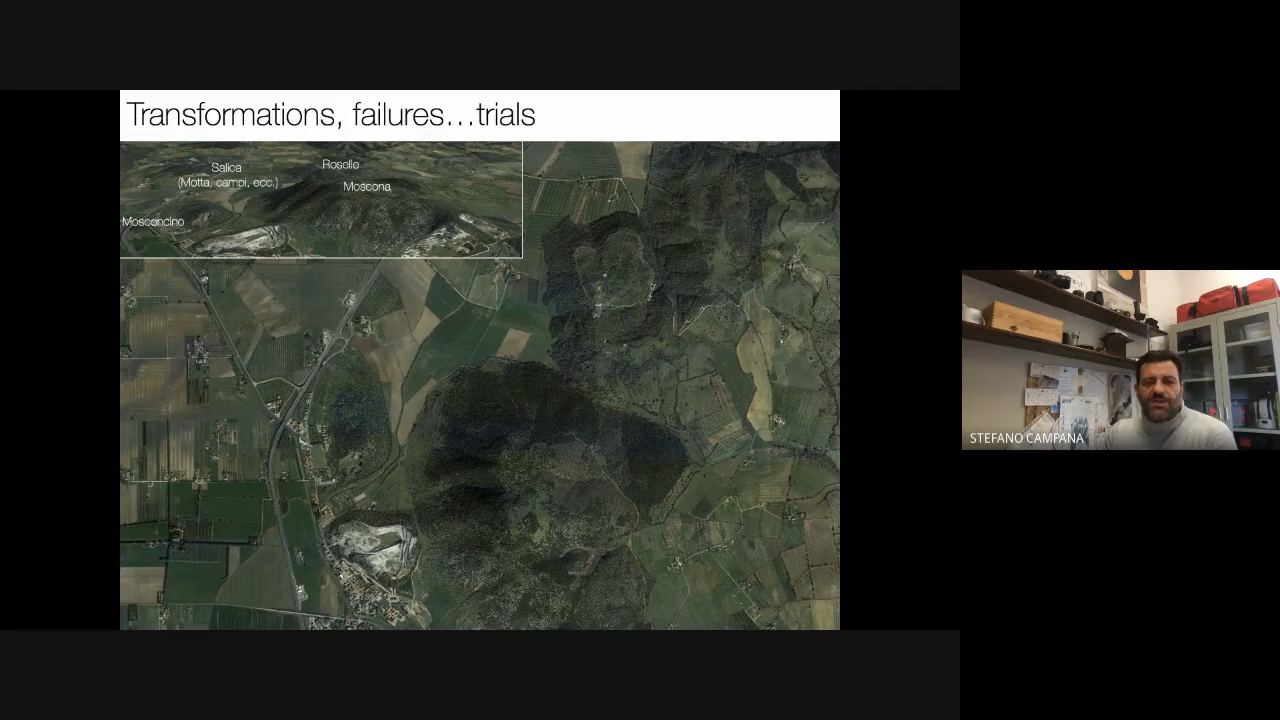 Transformations, failures...trials
Salica
(Motta, campi, ecc.)
Roselle
Moscona
Mosconcino
STEFANO CAMPANA